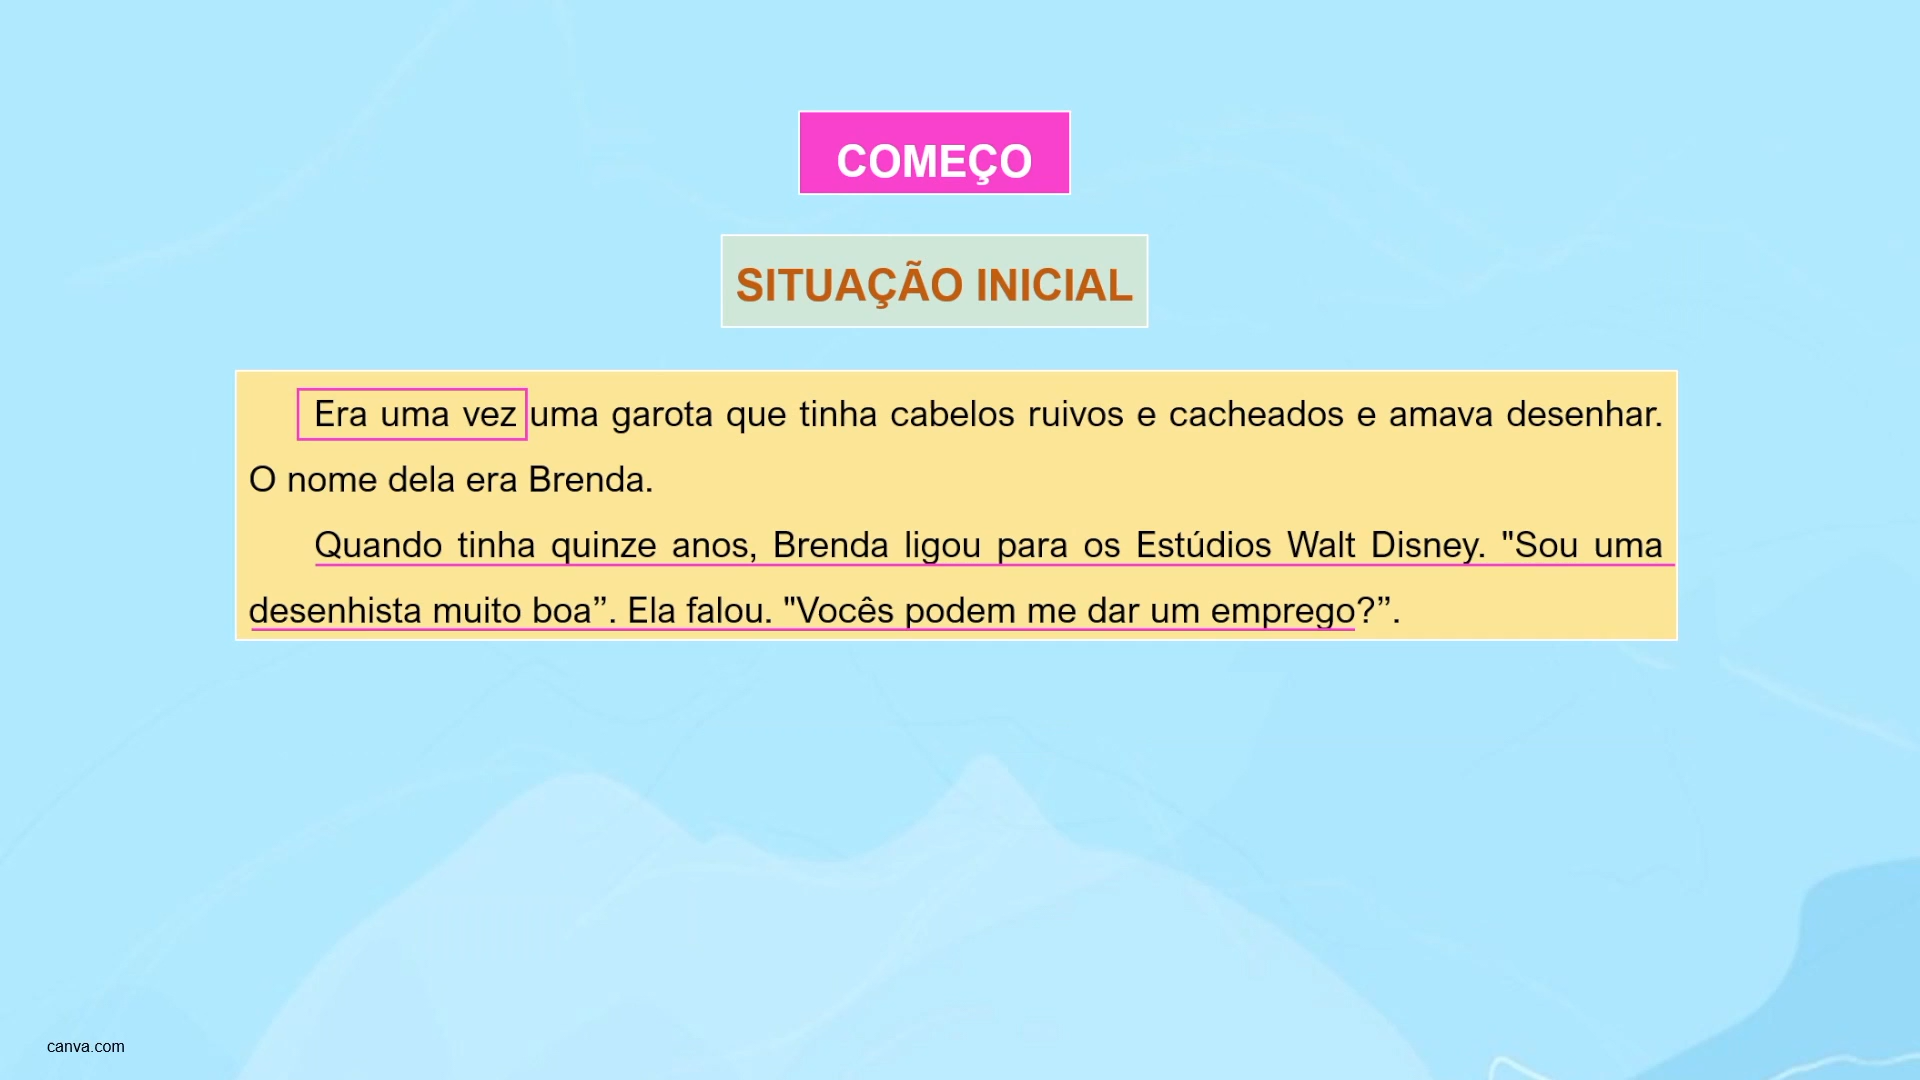 COMEÇO
SITUAÇÃO INICIAL
Era uma vez uma garota que tinha cabelos ruivos e cacheados e amava desenhar.
O nome dela era Brenda.
Quando tinha quinze anos, Brenda ligou para os Estúdios Walt Disney. "Sou uma
desenhista muito boa”. Ela falou. "Vocês podem me dar um emprego?”.
canva.com